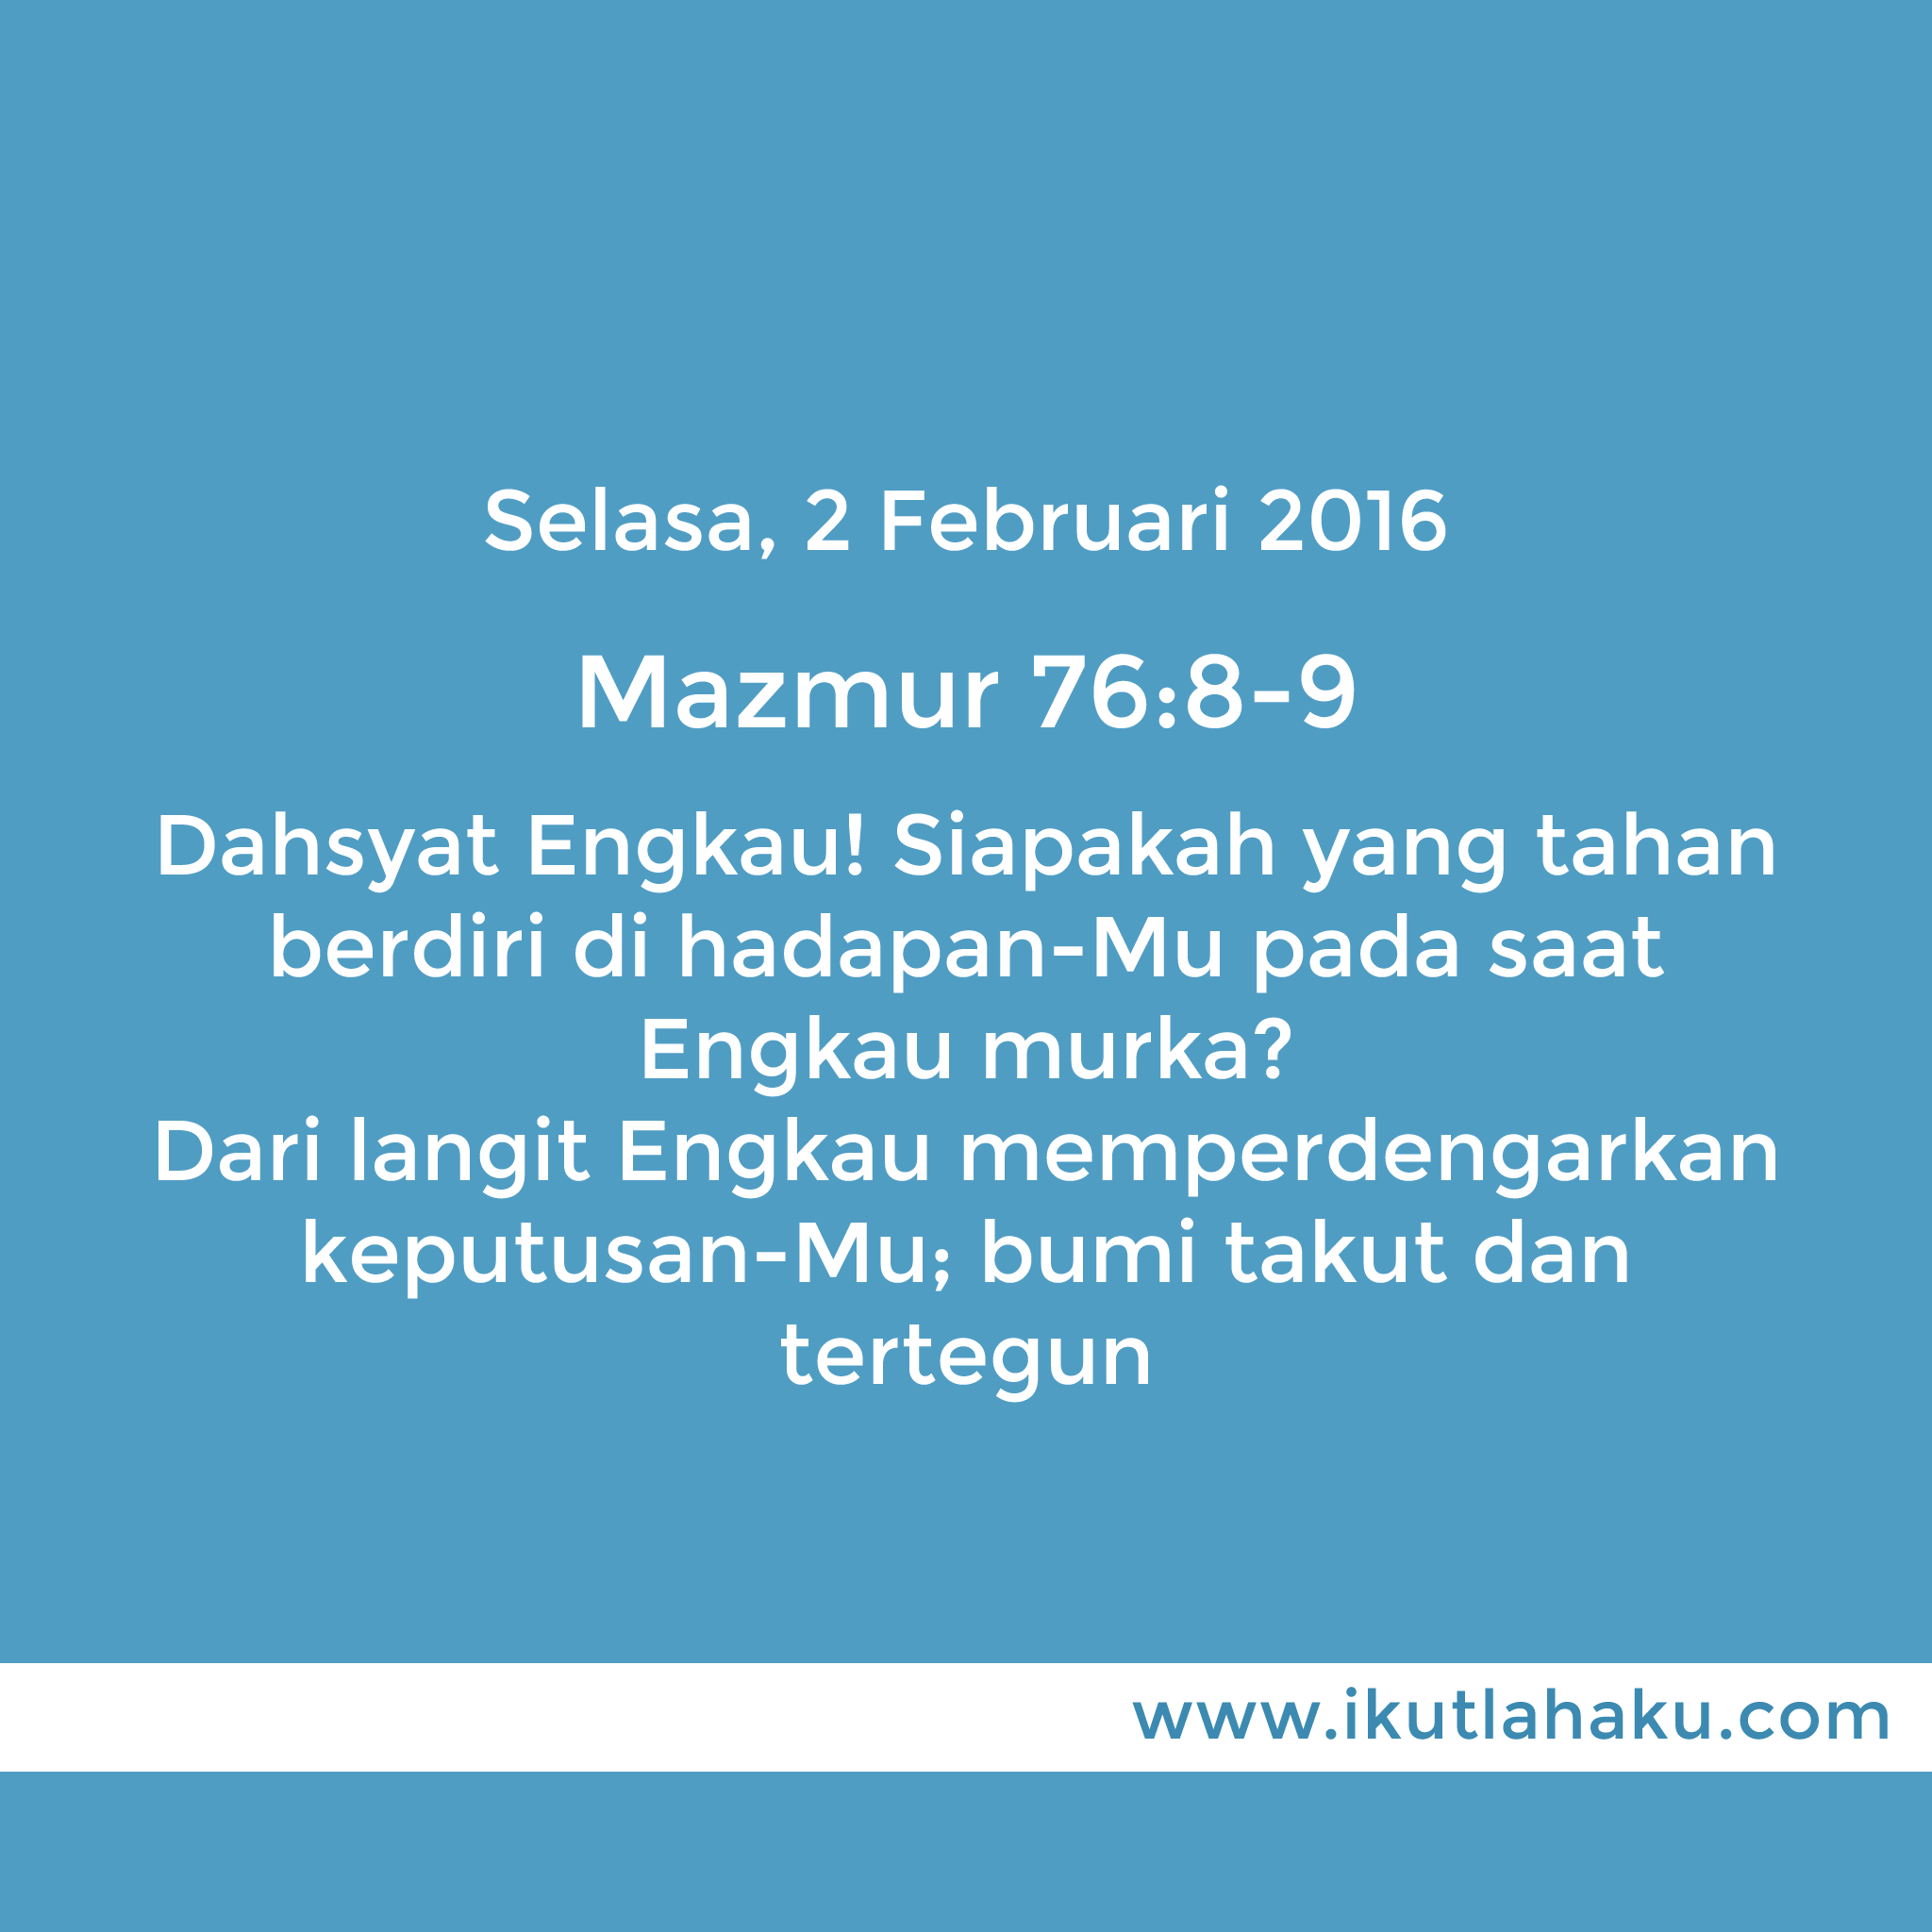 Selasa, 2 Februari 2016
Mazmur 76:8-9
Dahsyat Engkau! Siapakah yang tahan
berdiri di hadapan-Mu pada saat
Engkau murka?
Dari langit Engkau memperdengarkan
keputusan-Mu; bumi takut dan
tertegun
www.ikutlahaku.com